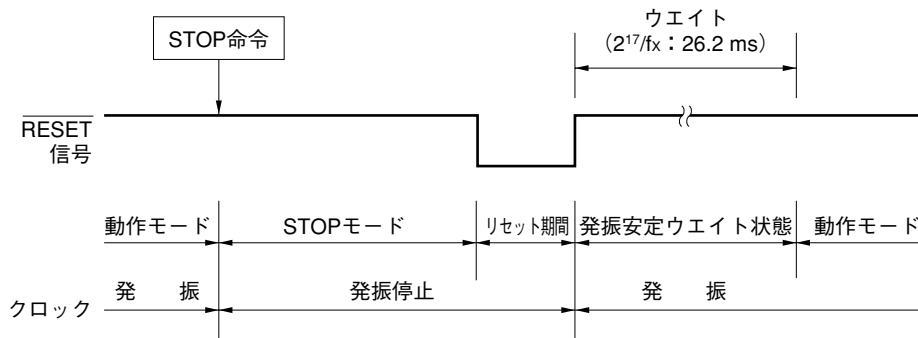 ウエイト
(2¹⁷/fx：26.2 ms)
STOP命令
RESET
信号
動作モード STOPモード リセット期間 発振安定ウエイト状態 動作モード
発　振 発振停止 発　振
クロック